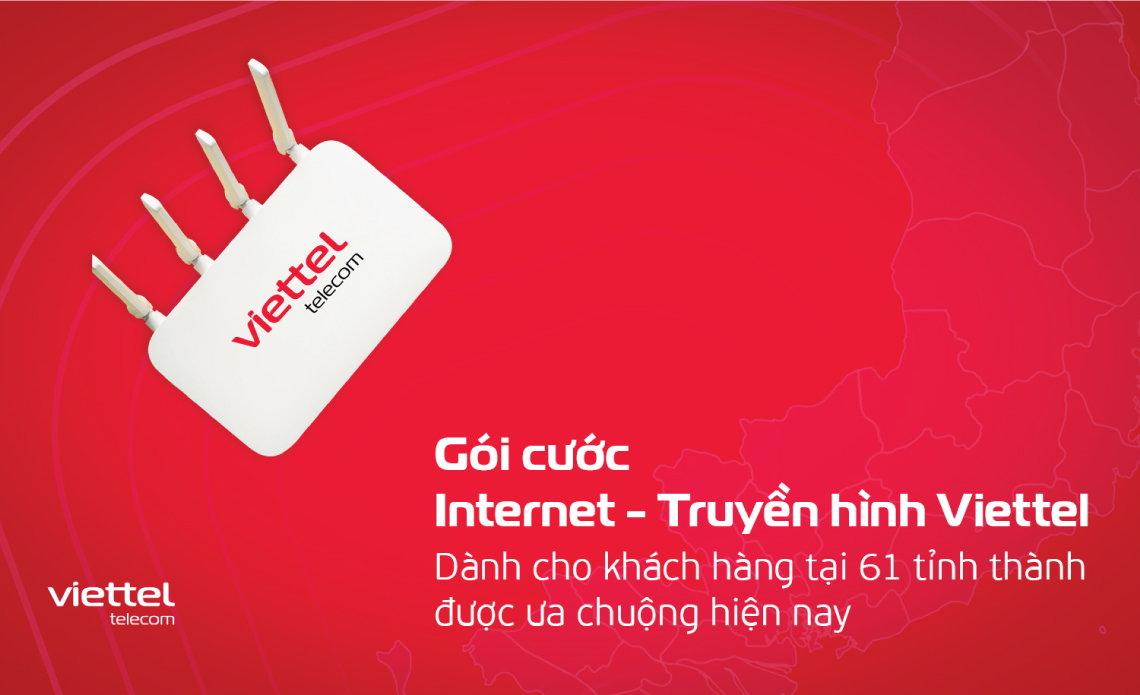 viettel
telecom
Gói cước
Internet - Truyền hình Viettel
Dành cho khách hàng tại 61 tỉnh thành
được ưa chuộng hiện nay
viettel
telecom